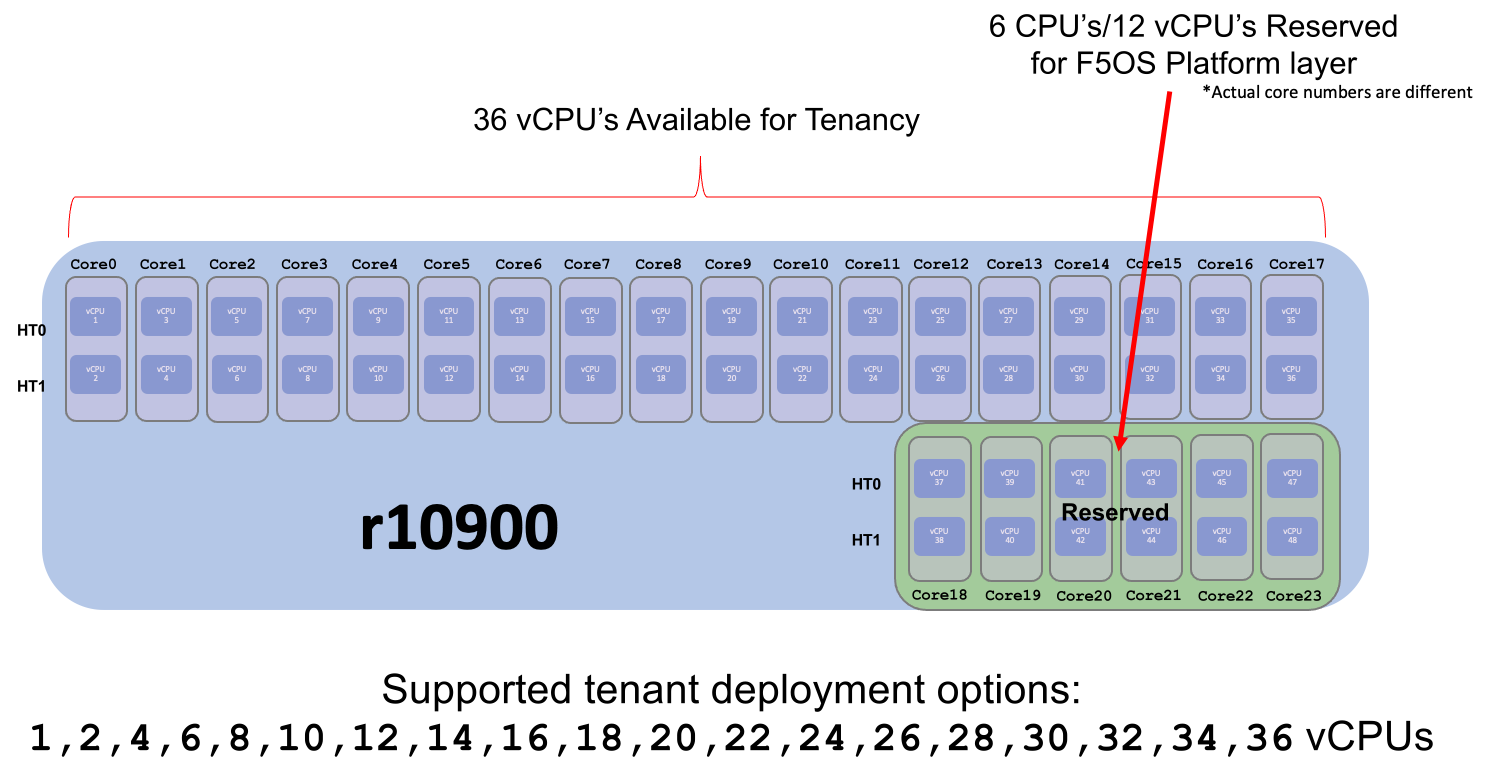 6 CPU's/12 vCPU's Reserved
for F5OS Platform layer
*Actual core numbers are different
36 vCPU's Available for Tenancy
Core0 Core1 Core2 Core3 Core4 Core5 Core6 Core7 Core8 Core9 Core10 Core11 Core12 Core13 Core14 Core15 Core16 Core17
HT0
vCPU vCPU vCPU vCPU vCPU vCPU vCPU vCPU vCPU vCPU vCPU vCPU vCPU vCPU vCPU vCPU vCPU vCPU
1 3 5 7 9 11 13 15 17 19 21 23 25 27 29 31 33 35
HT1
vCPU vCPU vCPU vCPU vCPU vCPU vCPU vCPU vCPU vCPU vCPU vCPU vCPU vCPU vCPU vCPU vCPU vCPU
2 4 6 8 10 12 14 16 18 20 22 24 26 28 30 32 34 36
HT0
vCPU vCPU vCPU vCPU vCPU vCPU
37 39 41 43 45 47
r10900
Reserved
HT1
vCPU vCPU vCPU vCPU vCPU vCPU
38 40 42 44 46 48
Core18 Core19 Core20 Core21 Core22 Core23
Supported tenant deployment options:
1,2,4,6,8,10,12,14,16,18,20,22,24,26,28,30,32,34,36 vCPUs